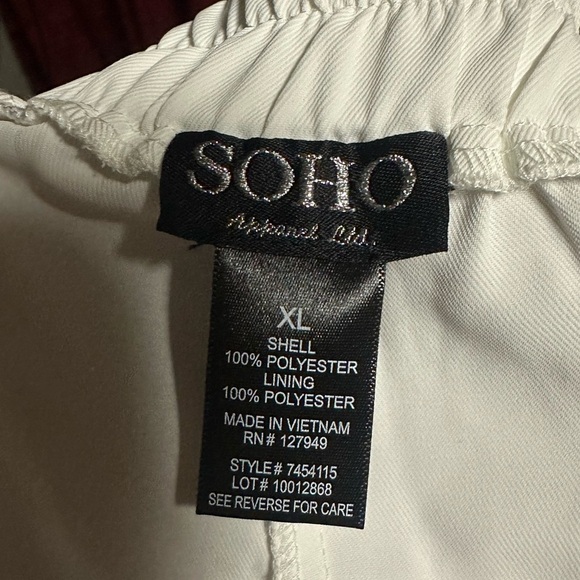 SOHO
Apparel Ltd.
XL
SHELL
100% POLYESTER
LINING
100% POLYESTER
MADE IN VIETNAM
RN# 127949
STYLE# 7454115
LOT# 10012868
SEE REVERSE FOR CARE